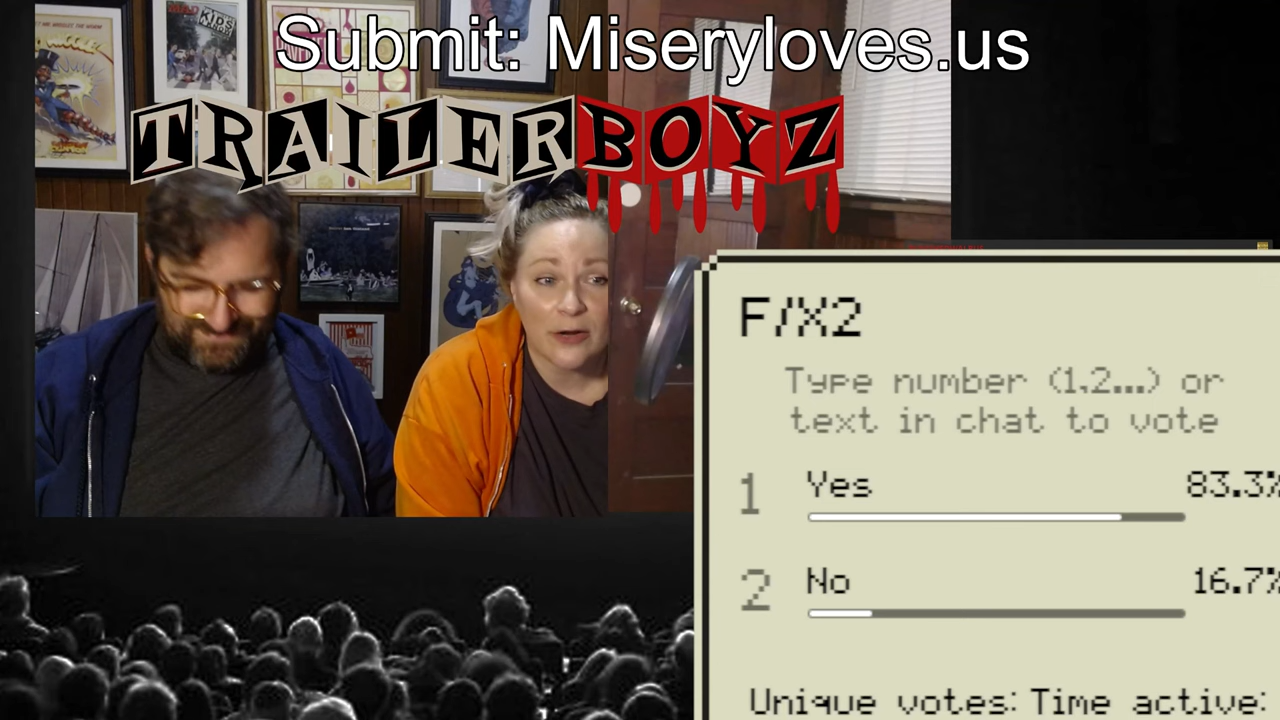 Submit: Miseryloves.us
TRAILERBOYZ
F/X2
Type number (1,2...) or
text in chat to vote
1 Yes 83.3%
2 No 16.7%
Unique votes: Time active: